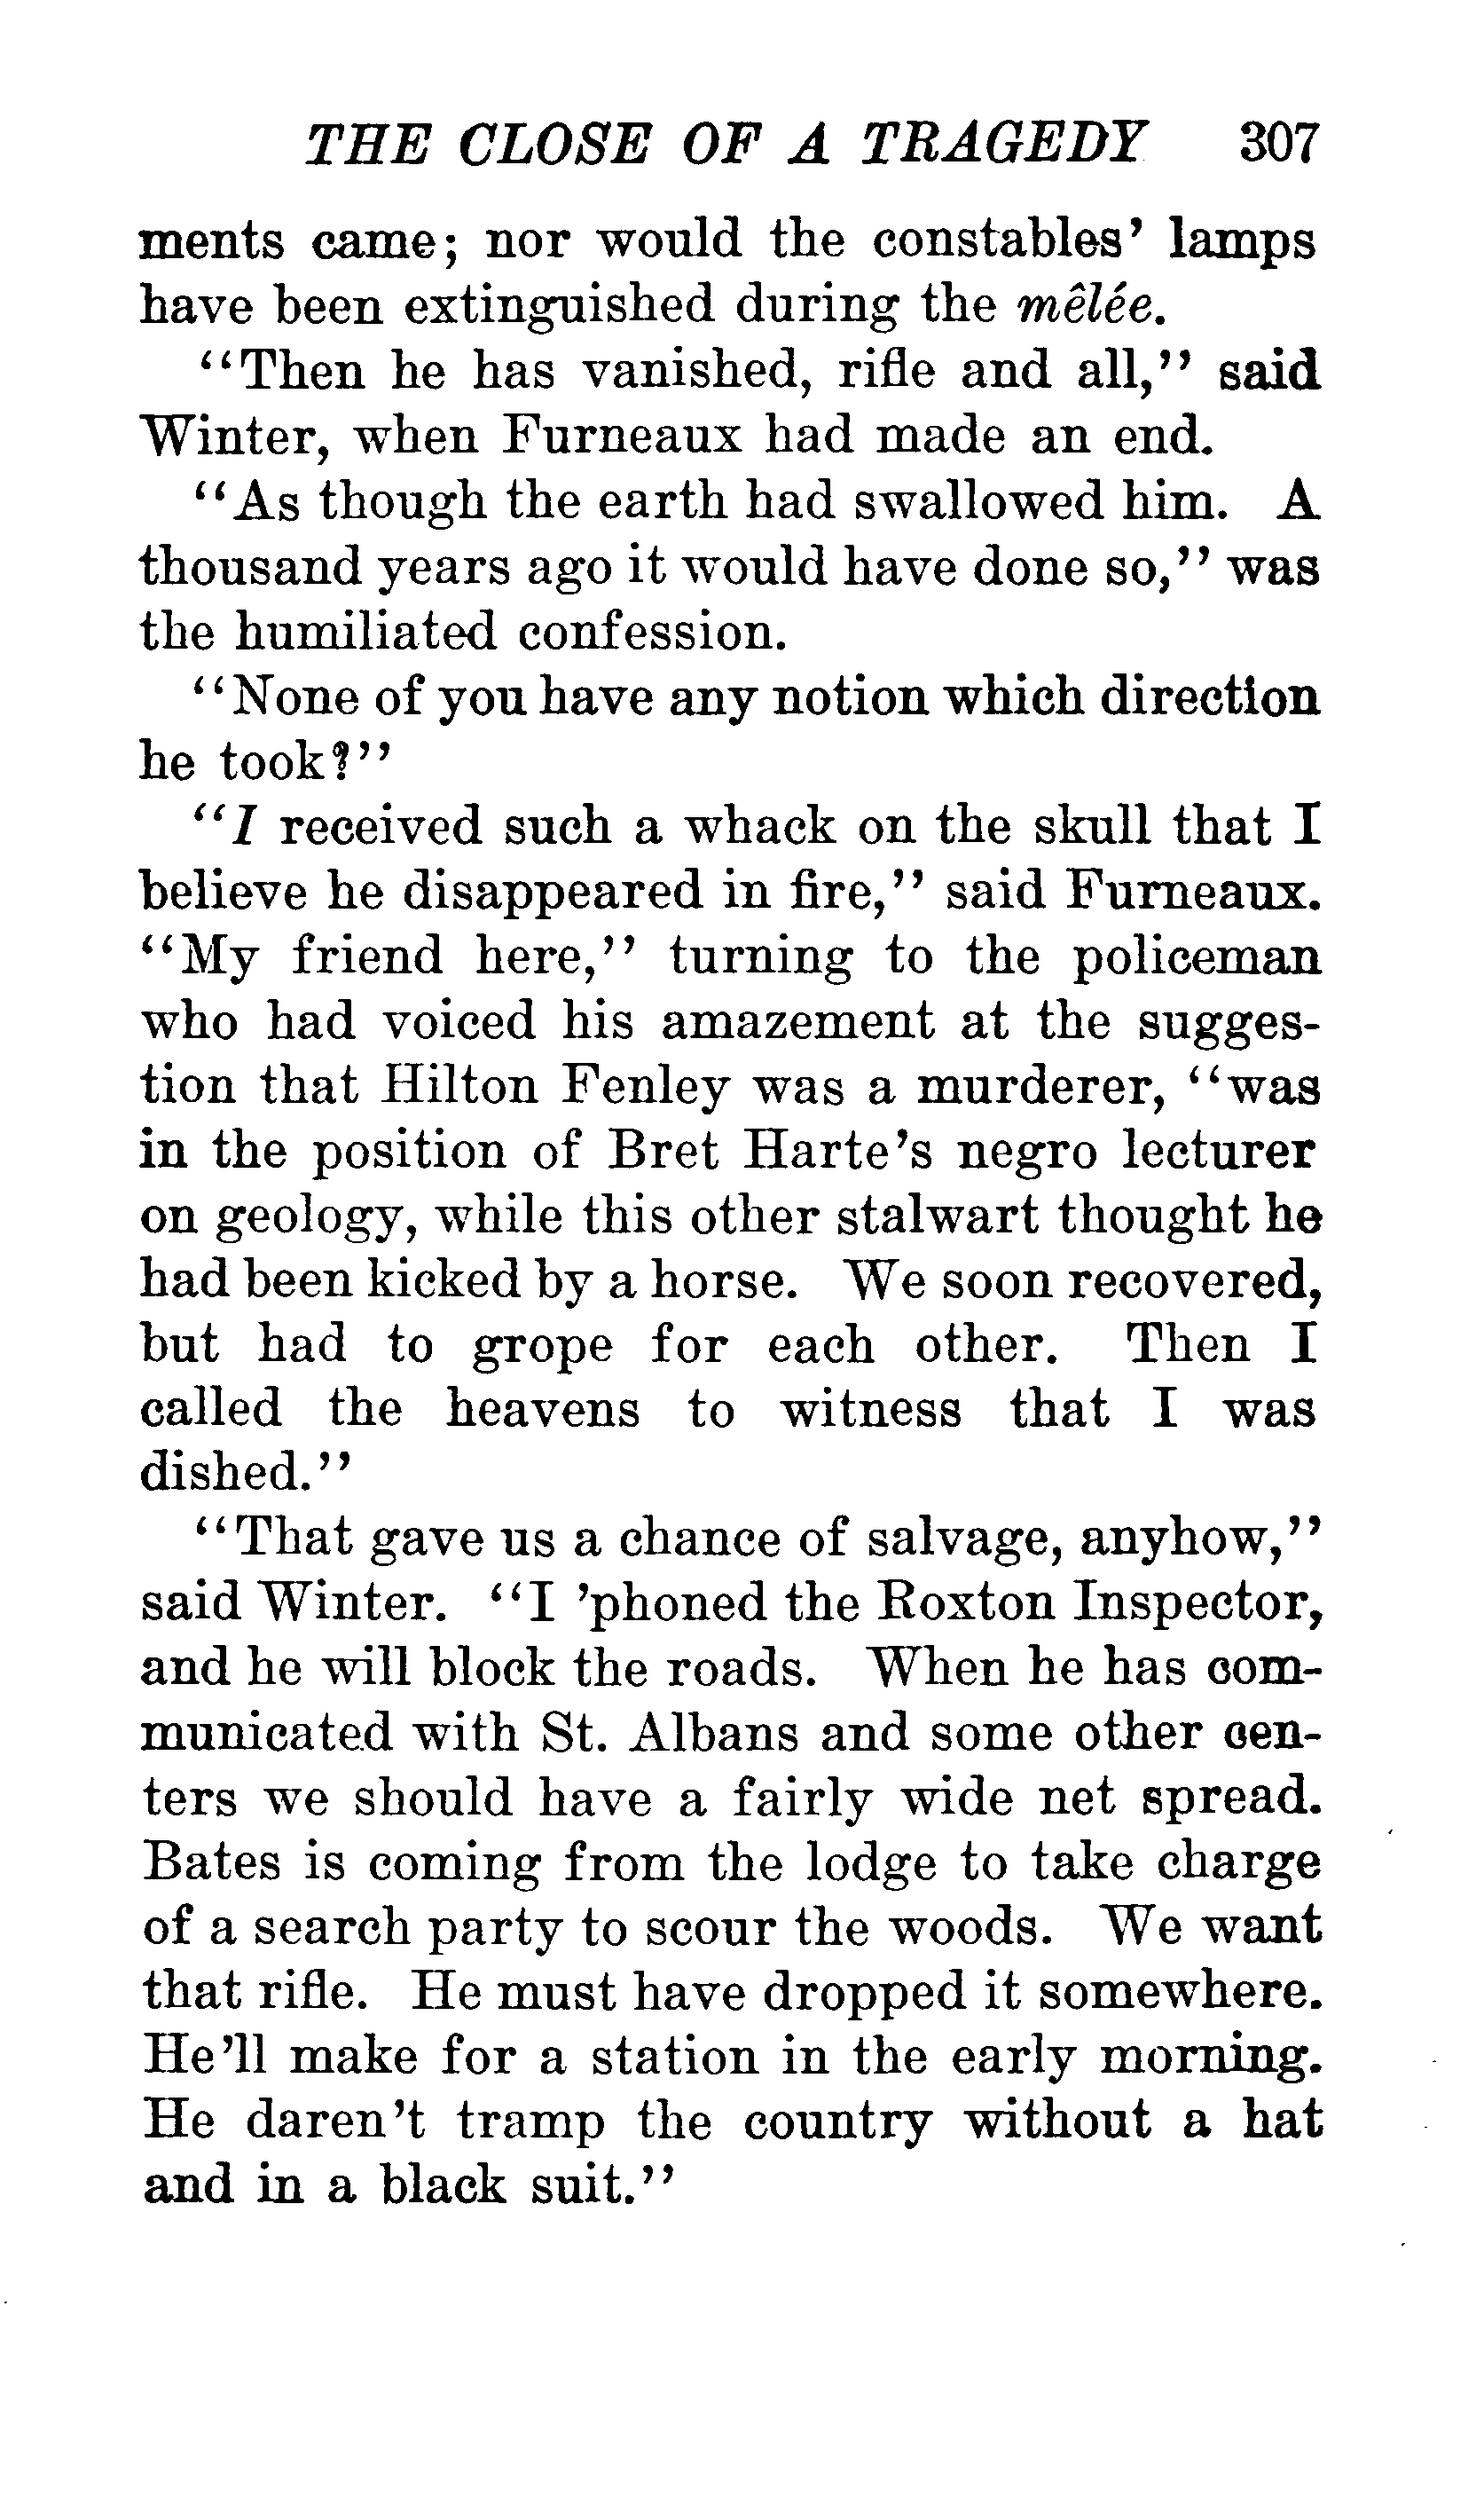 THE CLOSE OF A TRAGEDY 307
ments came; nor would the constables' lamps
have been extinguished during the mêlée.
"Then he has vanished, rifle and all," said
Winter, when Furneaux had made an end.
"As though the earth had swallowed him. A
thousand years ago it would have done so," was
the humiliated confession.
"None of you have any notion which direction
he took?"
"I received such a whack on the skull that I
believe he disappeared in fire," said Furneaux.
"My friend here," turning to the policeman
who had voiced his amazement at the sugges-
tion that Hilton Fenley was a murderer, "was
in the position of Bret Harte's negro lecturer
on geology, while this other stalwart thought he
had been kicked by a horse. We soon recovered,
but had to grope for each other. Then I
called the heavens to witness that I was
dished."
"That gave us a chance of salvage, anyhow,"
said Winter. "I 'phoned the Roxton Inspector,
and he will block the roads. When he has com-
municated with St. Albans and some other cen-
ters we should have a fairly wide net spread.
Bates is coming from the lodge to take charge
of a search party to scour the woods. We want
that rifle. He must have dropped it somewhere.
He'll make for a station in the early morning.
He daren't tramp the country without a hat
and in a black suit."